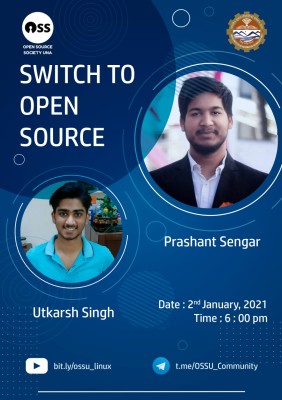 OSS
OPEN SOURCE
SOCIETY UNA
SWITCH TO
OPEN
SOURCE
Prashant Sengar
Utkarsh Singh
Date : 2nd January, 2021
Time : 6 : 00 pm
bit.ly/ossu_linux
t.me/OSSU_Community